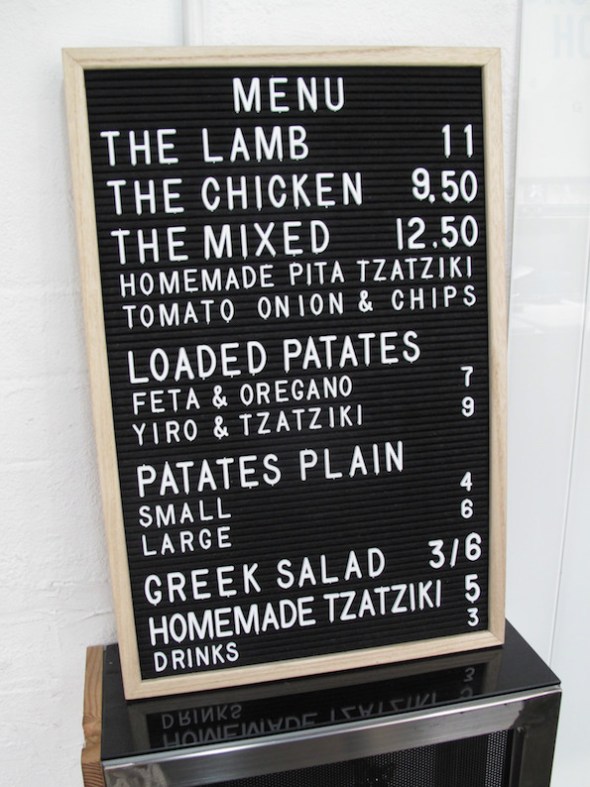 MENU
THE LAMB 11
THE CHICKEN 9.50
THE MIXED 12.50
HOMEMADE PITA TZATZIKI
TOMATO ONION & CHIPS
LOADED PATATES
FETA & OREGANO 7
YIRO & TZATZIKI 9
PATATES PLAIN
SMALL 4
LARGE 6
GREEK SALAD 3/6
HOMEMADE TZATZIKI 5
DRINKS 3